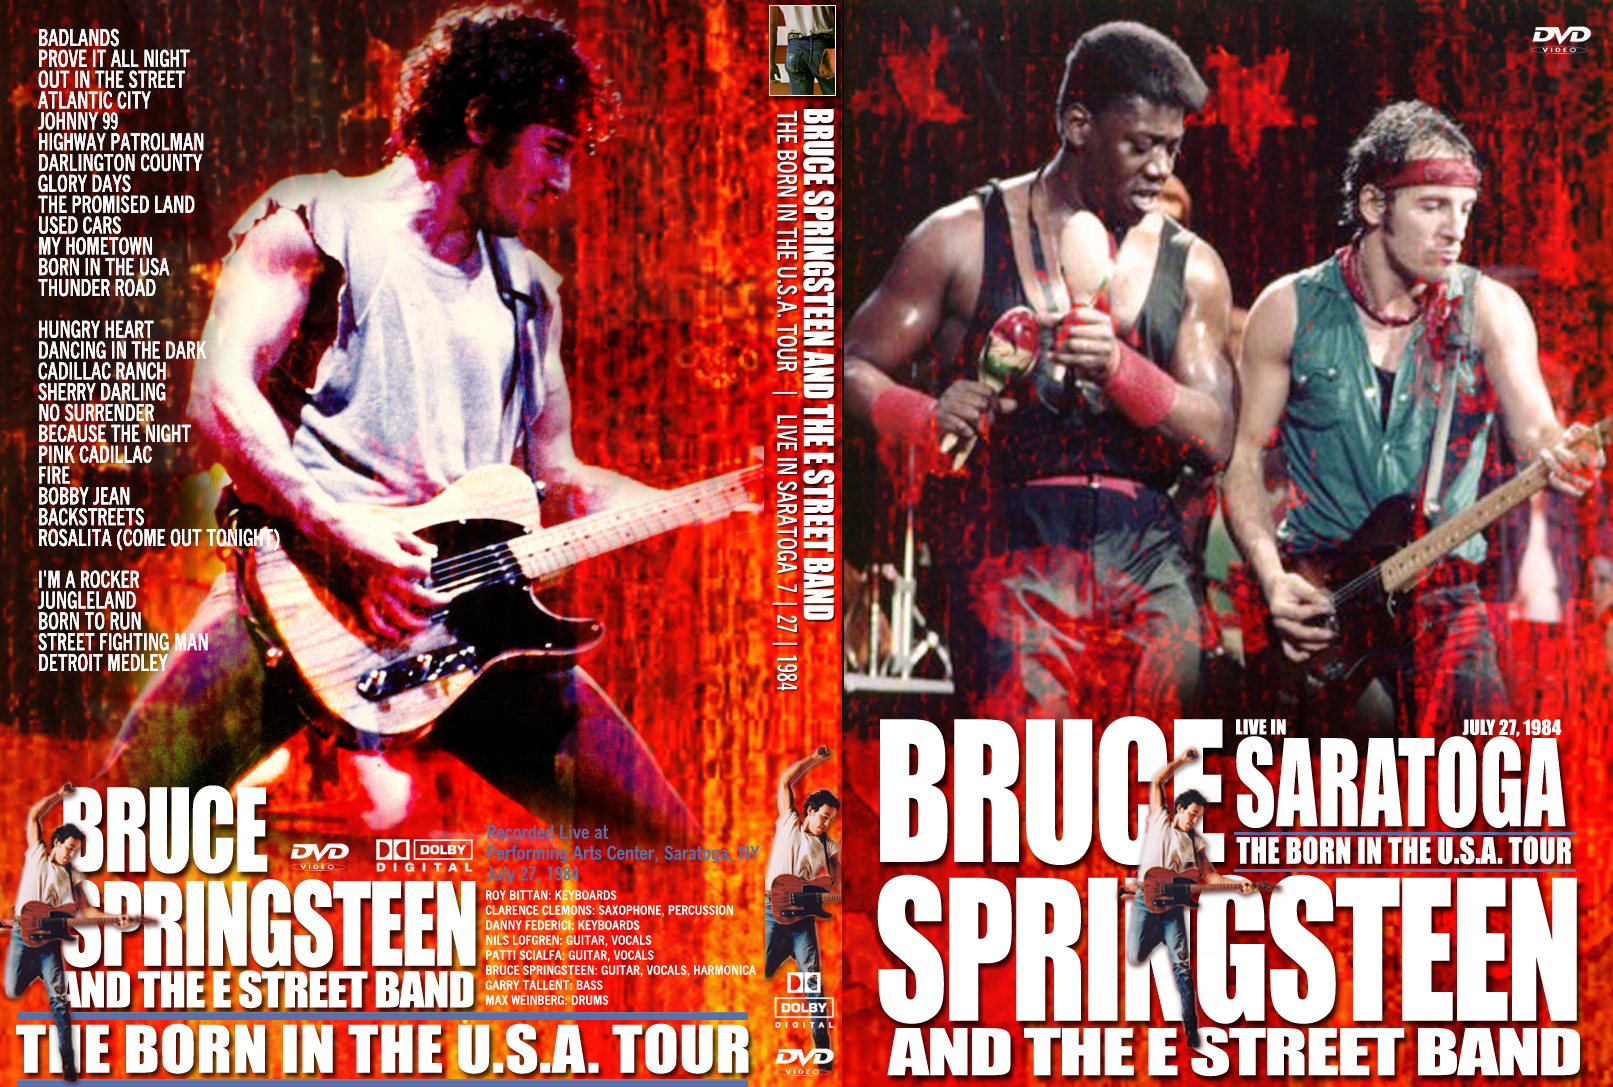 BADLANDS
PROVE IT ALL NIGHT
OUT IN THE STREET
ATLANTIC CITY
JOHNNY 99
HIGHWAY PATROLMAN
DARLINGTON COUNTY
GLORY DAYS
THE PROMISED LAND
USED CARS
MY HOMETOWN
BORN IN THE USA
THUNDER ROAD
HUNGRY HEART
DANCING IN THE DARK
CADILLAC RANCH
SHERRY DARLING
NO SURRENDER
BECAUSE THE NIGHT
PINK CADILLAC
FIRE
BOBBY JEAN
BACKSTREETS
ROSALITA (COME OUT TONIGHT)
I'M A ROCKER
JUNGLELAND
BORN TO RUN
STREET FIGHTING MAN
DETROIT MEDLEY
BRUCE
SPRINGSTEEN
AND THE E STREET BAND
THE BORN IN THE U.S.A. TOUR
DVD
VIDEO
DOLBY
DIGITAL
Recorded Live at
Performing Arts Center, Saratoga, NY
July 27, 1984
ROY BITTAN: KEYBOARDS
CLARENCE CLEMONS: SAXOPHONE, PERCUSSION
DANNY FEDERICI: KEYBOARDS
NILS LOFGREN: GUITAR, VOCALS
PATTI SCIALFA: GUITAR, VOCALS
BRUCE SPRINGSTEEN: GUITAR, VOCALS, HARMONICA
GARRY TALLENT: BASS
MAX WEINBERG: DRUMS
BRUCE SPRINGSTEEN AND THE E STREET BAND
THE BORN IN THE U.S.A. TOUR | LIVE IN SARATOGA 7 | 27 | 1984
DOLBY
DIGITAL
DVD
VIDEO
DVD
VIDEO
BRUCE
LIVE IN
JULY 27, 1984
SARATOGA
THE BORN IN THE U.S.A. TOUR
SPRINGSTEEN
AND THE E STREET BAND